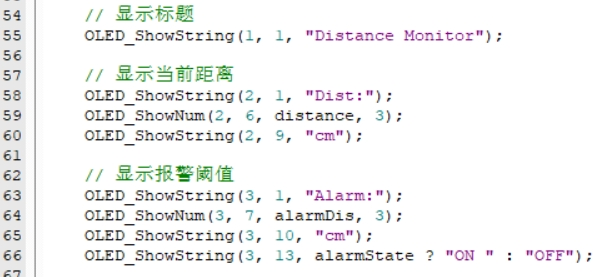 54 // 显示标题
55 OLED_ShowString(1, 1, "Distance Monitor");
56
57 // 显示当前距离
58 OLED_ShowString(2, 1, "Dist:");
59 OLED_ShowNum(2, 6, distance, 3);
60 OLED_ShowString(2, 9, "cm");
61
62 // 显示报警阈值
63 OLED_ShowString(3, 1, "Alarm:");
64 OLED_ShowNum(3, 7, alarmDis, 3);
65 OLED_ShowString(3, 10, "cm");
66 OLED_ShowString(3, 13, alarmState ? "ON " : "OFF");
67